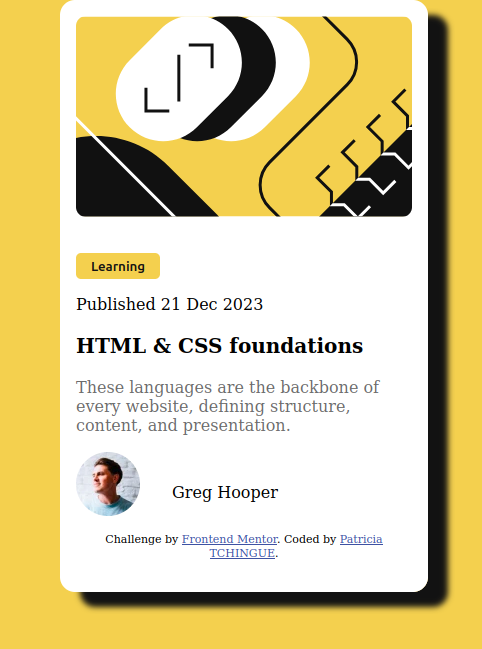 Learning
Published 21 Dec 2023
HTML & CSS foundations
These languages are the backbone of
every website, defining structure,
content, and presentation.
Greg Hooper
Challenge by Frontend Mentor. Coded by Patricia
TCHINGUE.